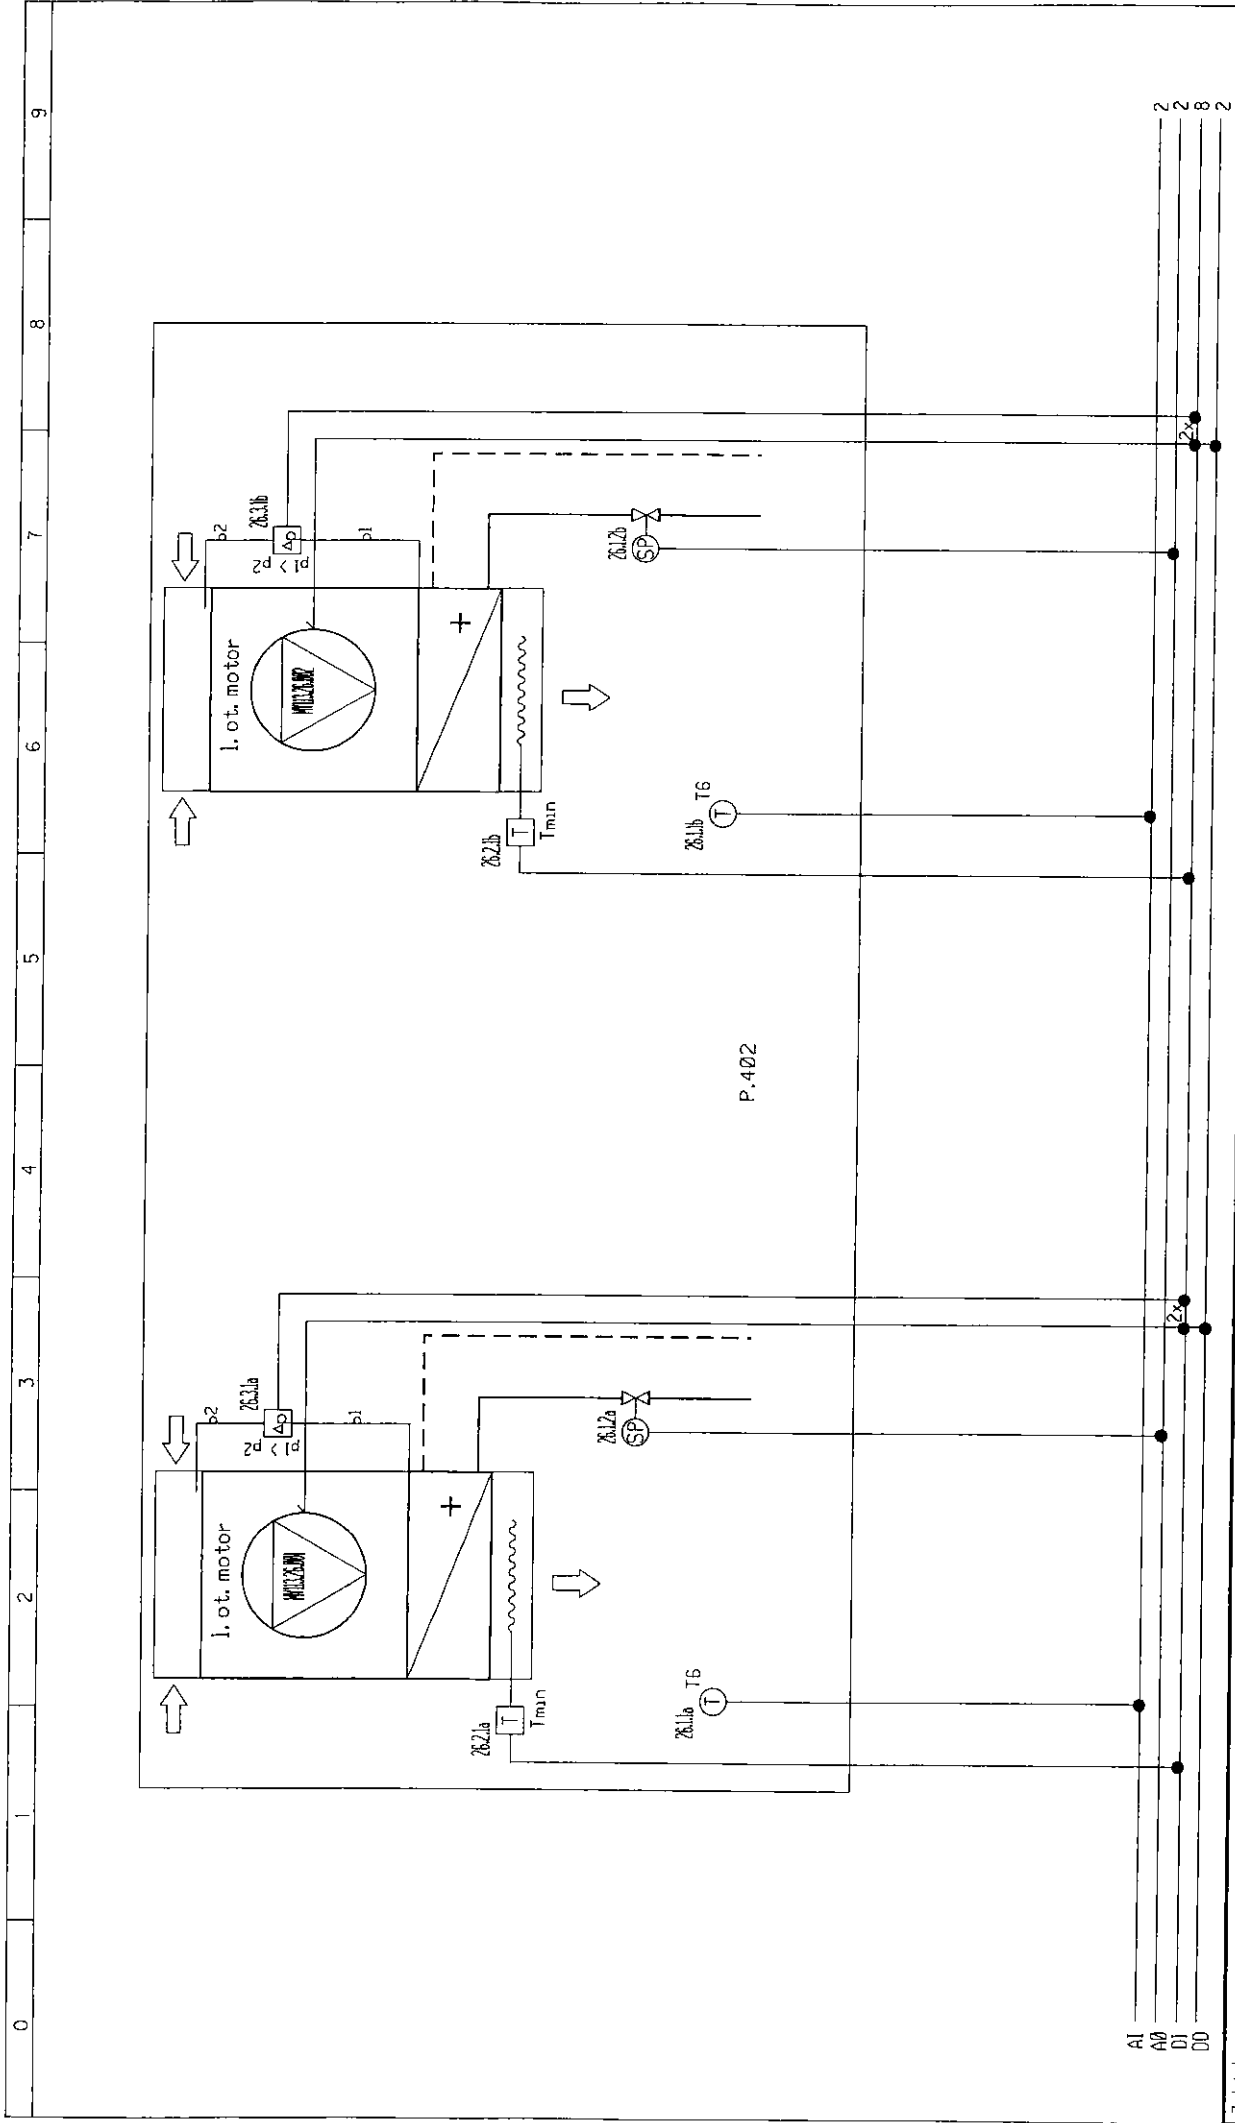 0 1 2 3 4 5 6 7 8 9
p2
26.3.1a
Δp
p1 > p2
p1
1. ot. motor
+
26.2.1a
T
Tmin
26.1.2a
SP
26.1.1a
T
T6
p2
26.3.1b
Δp
p1 > p2
p1
1. ot. motor
+
26.2.1b
T
Tmin
26.1.2b
SP
26.1.1b
T
T6
P.402
2x
2x
AI 2
AØ 2
DI 8
DO 2